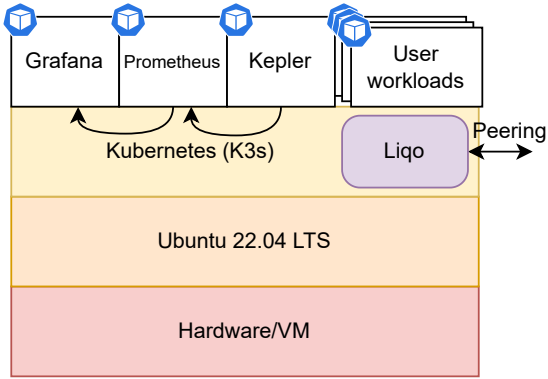 Grafana
Prometheus
Kepler
User
workloads
Peering
Kubernetes (K3s)
Liqo
Ubuntu 22.04 LTS
Hardware/VM